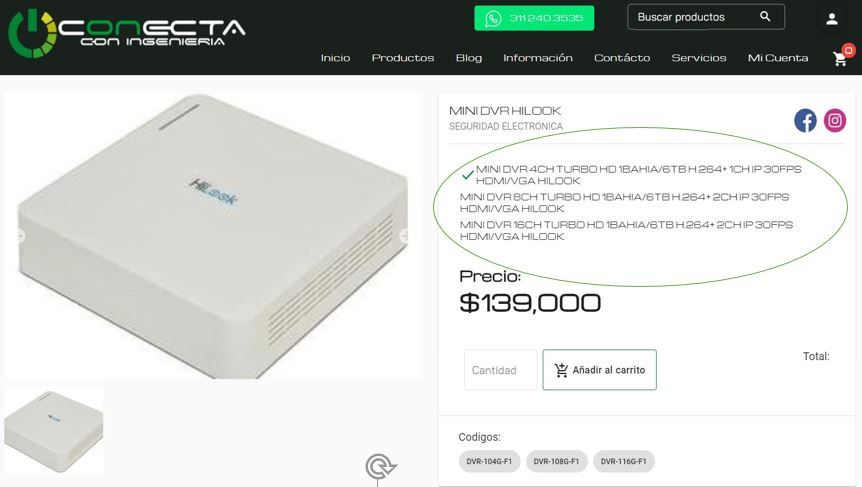 CONECTA
CON INGENIERIA
311 240 3535
Buscar productos
Inicio Productos Blog Información Contácto Servicios Mi Cuenta 0
HiLook
MINI DVR HILOOK
SEGURIDAD ELECTRONICA
MINI DVR 4CH TURBO HD 1BAHIA/6TB H.264+ 1CH IP 30FPS
HDMI/VGA HILOOK
MINI DVR 8CH TURBO HD 1BAHIA/6TB H.264+ 2CH IP 30FPS
HDMI/VGA HILOOK
MINI DVR 16CH TURBO HD 1BAHIA/6TB H.264+ 2CH IP 30FPS
HDMI/VGA HILOOK
Precio:
$139,000
Cantidad
Añadir al carrito
Total:
HiLook
Codigos:
DVR-104G-F1 DVR-108G-F1 DVR-116G-F1